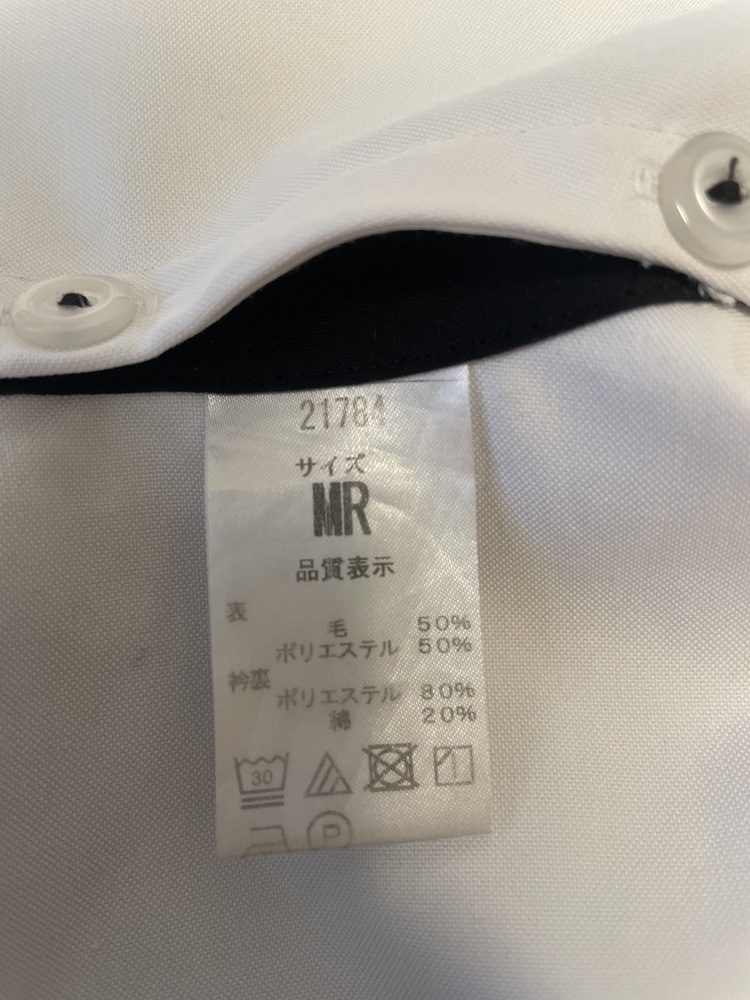 21784
サイズ
MR
品質表示
表
毛 50%
ポリエステル 50%
衿裏
ポリエステル 80%
綿 20%
30
P